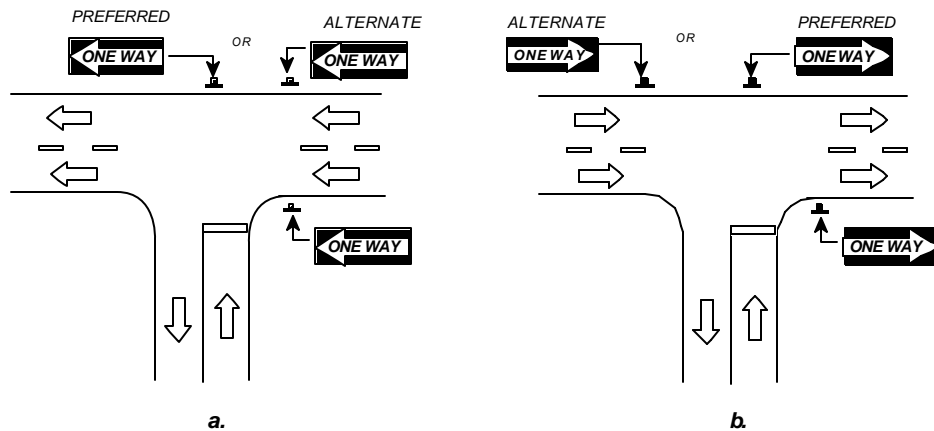 PREFERRED
OR
ALTERNATE
ONE WAY
ONE WAY
ONE WAY
a.
ALTERNATE
OR
PREFERRED
ONE WAY
ONE WAY
ONE WAY
b.